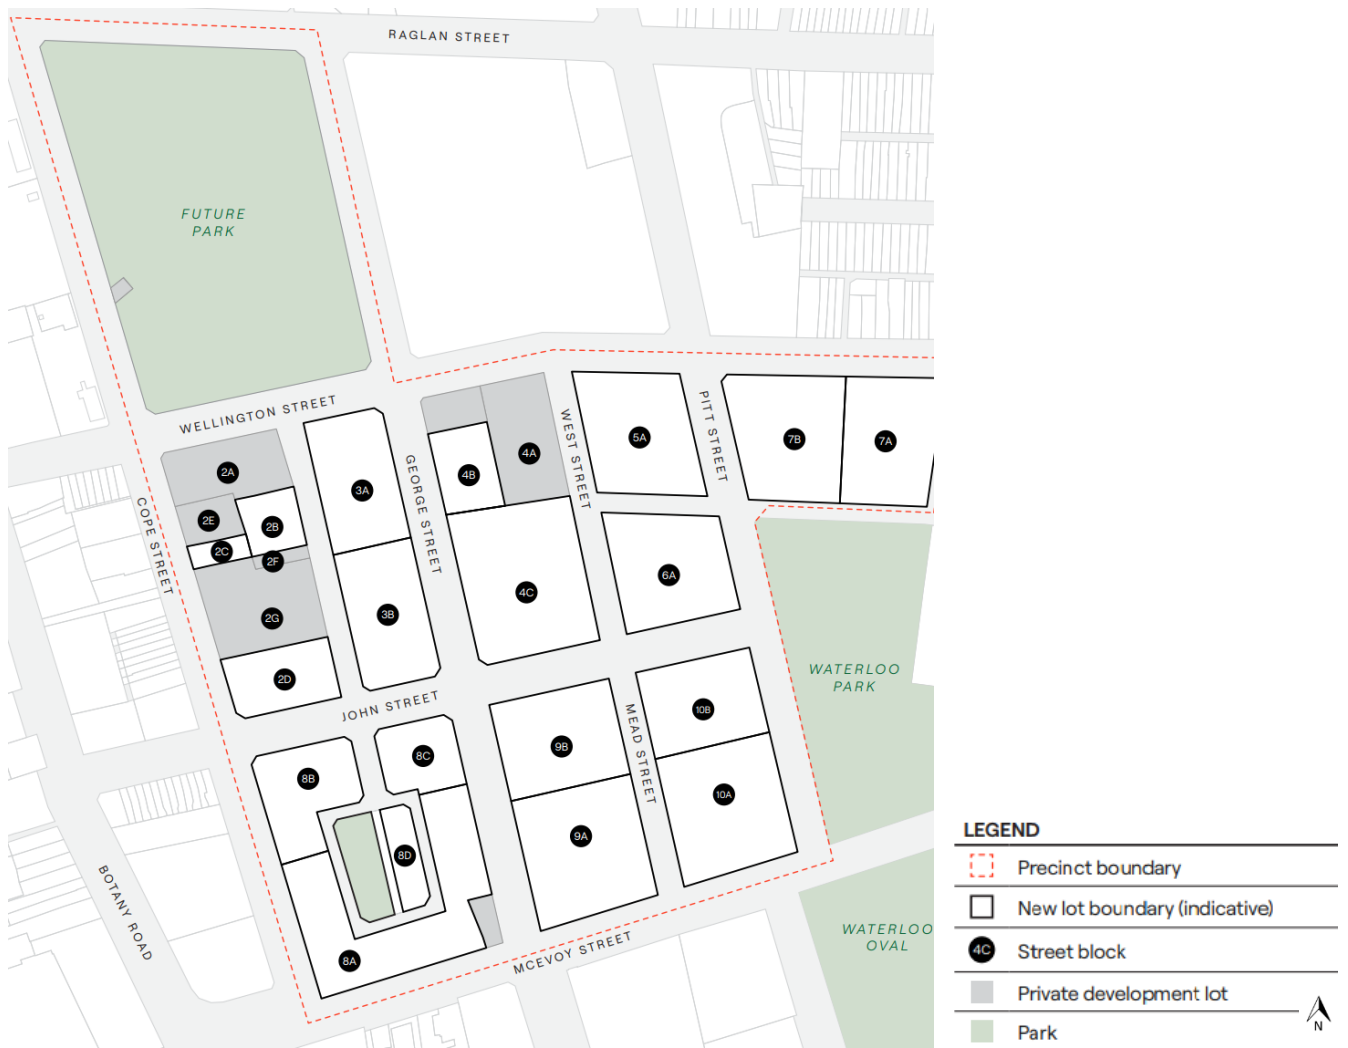 RAGLAN STREET
FUTURE
PARK
WELLINGTON STREET
COPE STREET
GEORGE STREET
WEST STREET
PITT STREET
2A
2E
2B
2C
2F
2G
2D
3A
3B
4B
4A
4C
5A
6A
7B
7A
WATERLOO
PARK
JOHN STREET
MEAD STREET
8B
8C
8D
8A
9B
9A
10B
10A
BOTANY ROAD
MCEVOY STREET
WATERLOO
OVAL
LEGEND
Precinct boundary
New lot boundary (indicative)
4C Street block
Private development lot
Park
N